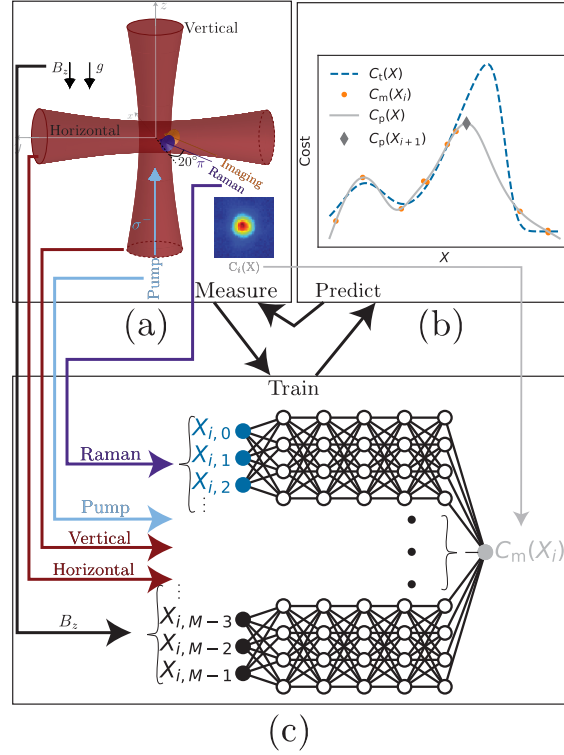 z
Vertical
B_z
g
Horizontal
y
20°
π
Imaging
Raman
σ⁻
Pump
C_i(X)
Measure
(a)
C_t(X)
C_m(X_i)
C_p(X)
C_p(X_{i+1})
Cost
X
Predict
(b)
Train
Raman
Pump
Vertical
Horizontal
B_z
X_{i,0}
X_{i,1}
X_{i,2}
⋮
⋮
X_{i,M−3}
X_{i,M−2}
X_{i,M−1}
C_m(X_i)
(c)